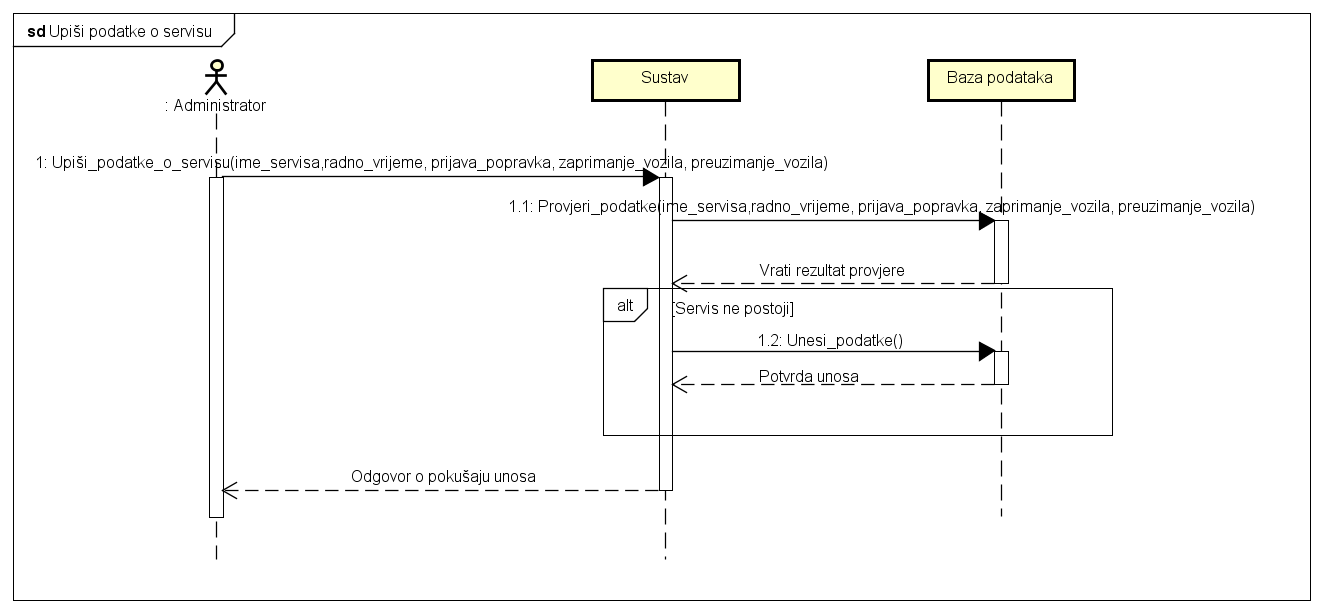 sd Upiši podatke o servisu
: Administrator
Sustav
Baza podataka
1: Upiši_podatke_o_servisu(ime_servisa,radno_vrijeme, prijava_popravka, zaprimanje_vozila, preuzimanje_vozila)
1.1: Provjeri_podatke(ime_servisa,radno_vrijeme, prijava_popravka, zaprimanje_vozila, preuzimanje_vozila)
Vrati rezultat provjere
alt
[Servis ne postoji]
1.2: Unesi_podatke()
Potvrda unosa
Odgovor o pokušaju unosa